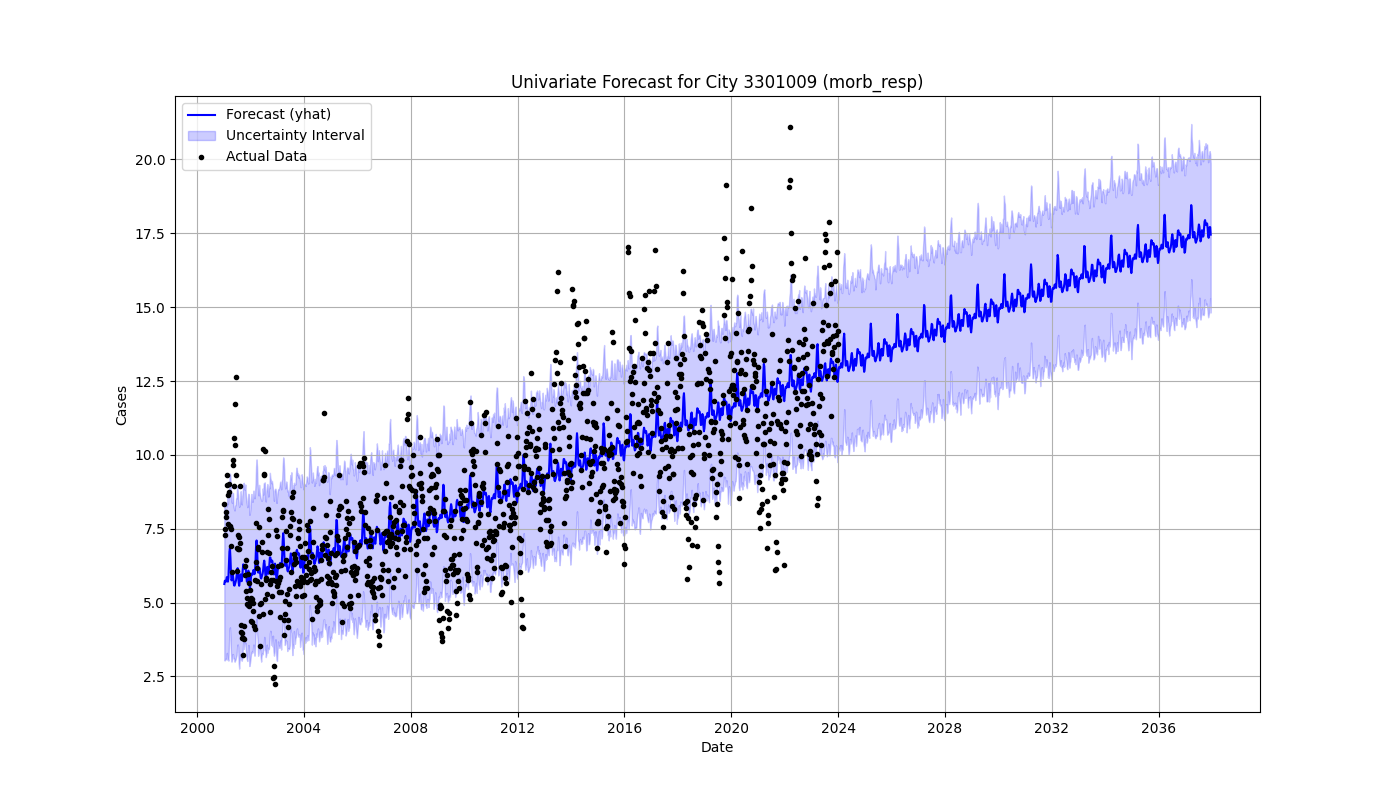 Univariate Forecast for City 3301009 (morb_resp)
Forecast (yhat)
Uncertainty Interval
Actual Data
Cases
20.0
17.5
15.0
12.5
10.0
7.5
5.0
2.5
2000 2004 2008 2012 2016 2020 2024 2028 2032 2036
Date